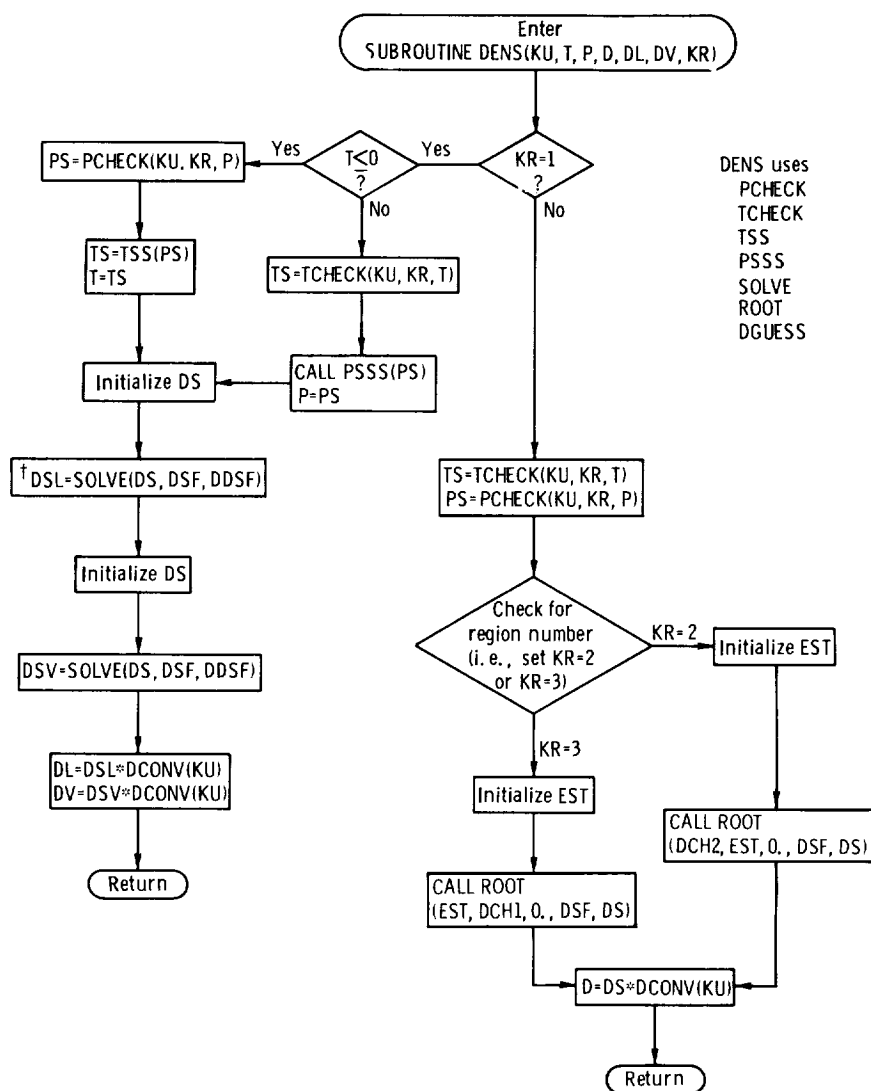 Enter
SUBROUTINE DENS(KU, T, P, D, DL, DV, KR)
KR=1
?
Yes
No
T≤0
?
Yes
No
PS=PCHECK(KU, KR, P)
TS=TSS(PS)
T=TS
TS=TCHECK(KU, KR, T)
CALL PSSS(PS)
P=PS
Initialize DS
†DSL=SOLVE(DS, DSF, DDSF)
Initialize DS
DSV=SOLVE(DS, DSF, DDSF)
DL=DSL*DCONV(KU)
DV=DSV*DCONV(KU)
Return
DENS uses
PCHECK
TCHECK
TSS
PSSS
SOLVE
ROOT
DGUESS
TS=TCHECK(KU, KR, T)
PS=PCHECK(KU, KR, P)
Check for
region number
(i.e., set KR=2
or KR=3)
KR=2
Initialize EST
KR=3
Initialize EST
CALL ROOT
(DCH2, EST, 0., DSF, DS)
CALL ROOT
(EST, DCH1, 0., DSF, DS)
D=DS*DCONV(KU)
Return